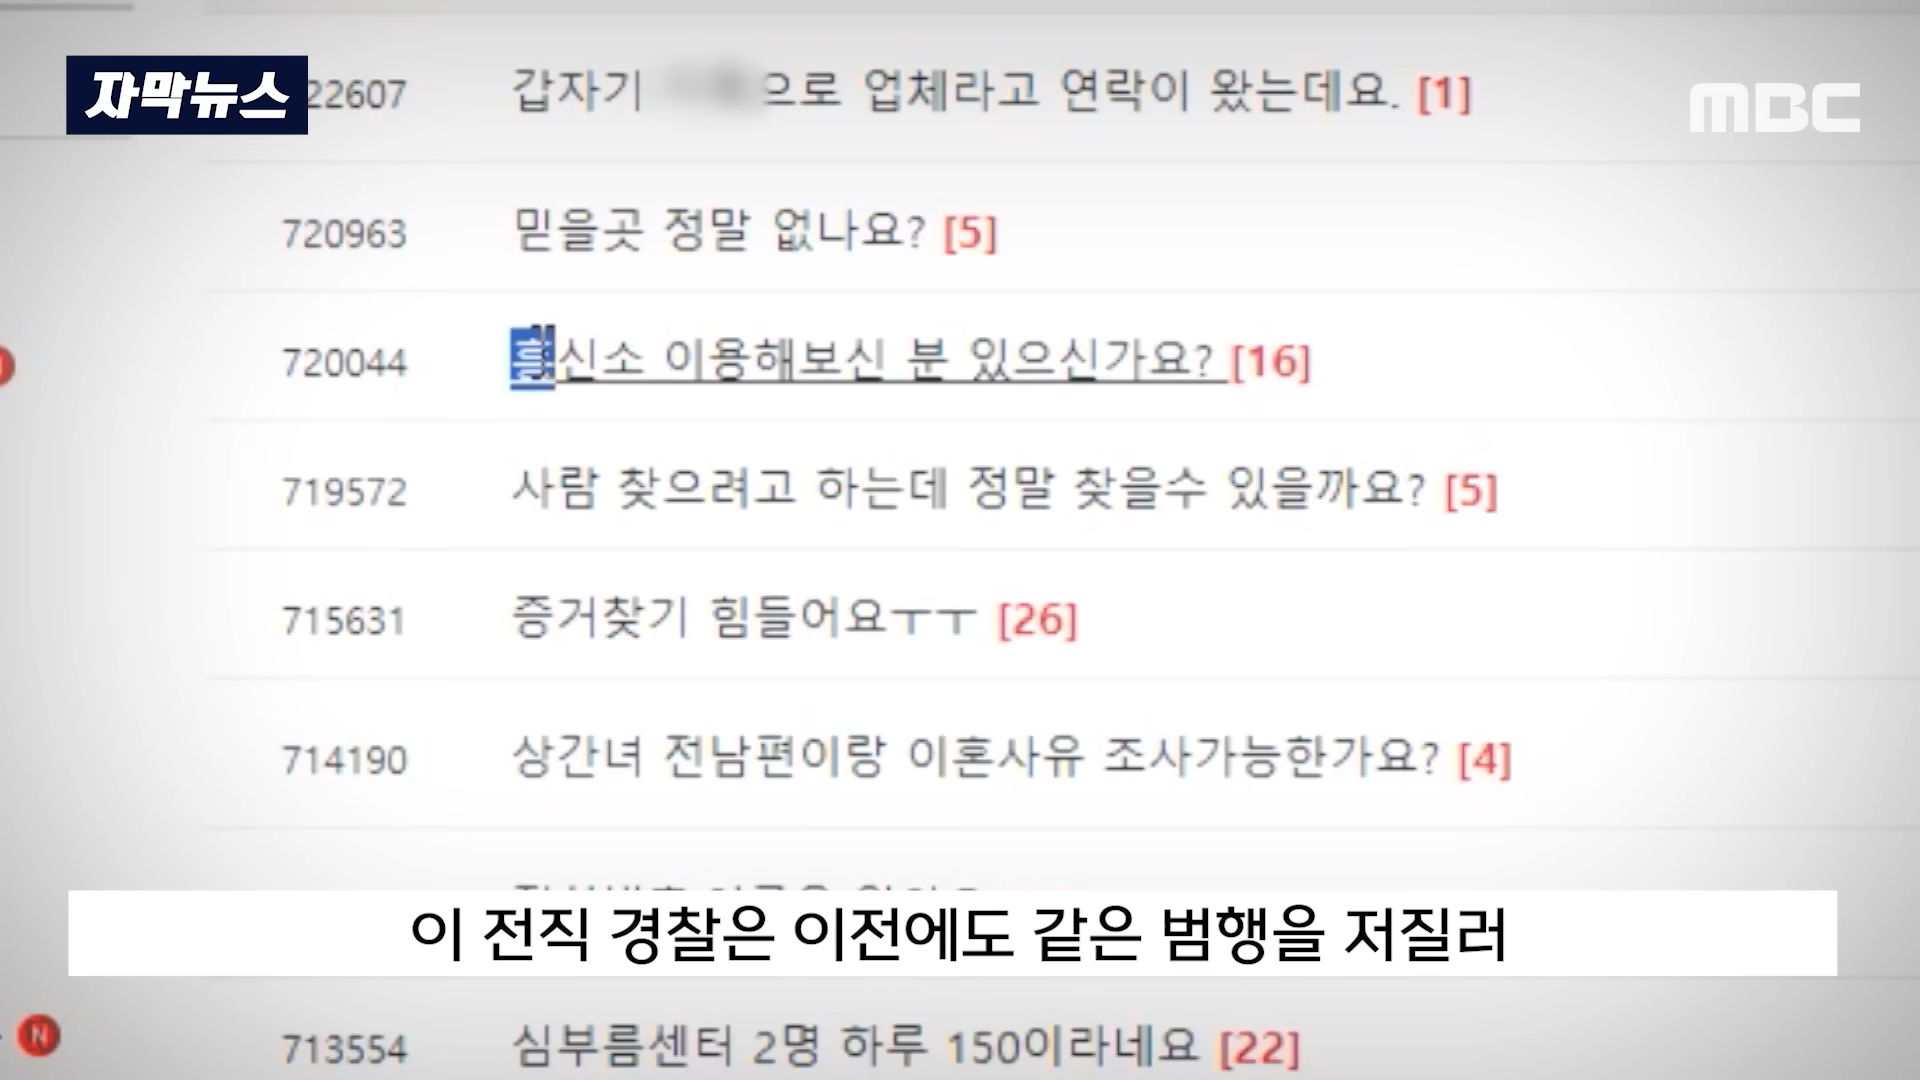 자막뉴스
MBC
22607 갑자기 으로 업체라고 연락이 왔는데요. [1]
720963 믿을곳 정말 없나요? [5]
720044 흥신소 이용해보신 분 있으신가요? [16]
719572 사람 찾으려고 하는데 정말 찾을수 있을까요? [5]
715631 증거찾기 힘들어요ㅜㅜ [26]
714190 상간녀 전남편이랑 이혼사유 조사가능한가요? [4]
이 전직 경찰은 이전에도 같은 범행을 저질러
N
713554 심부름센터 2명 하루 150이라네요 [22]